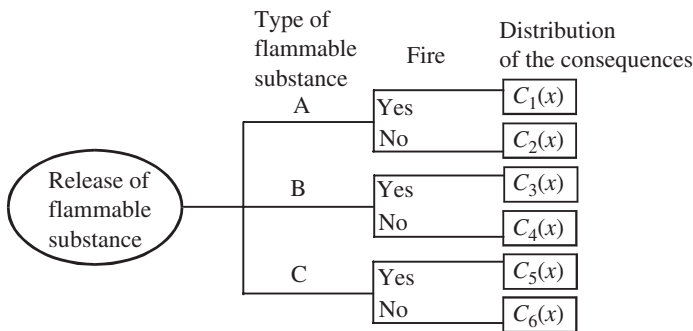 Type of
flammable
substance
Fire
Distribution
of the consequences
A
Yes
C₁(x)
No
C₂(x)
Release of
flammable
substance
B
Yes
C₃(x)
No
C₄(x)
C
Yes
C₅(x)
No
C₆(x)